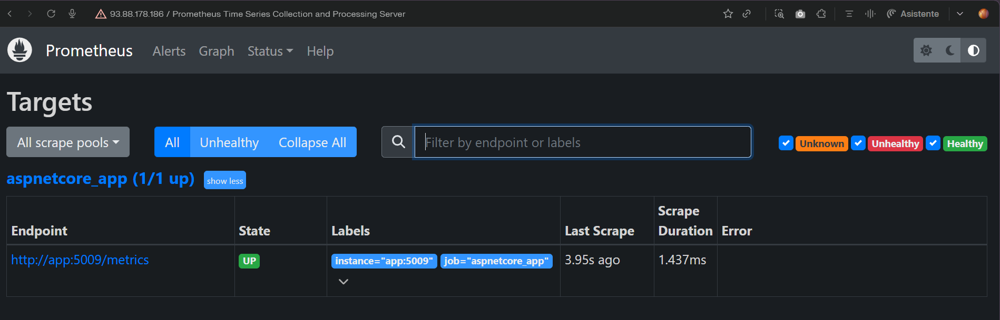 93.88.178.186 / Prometheus Time Series Collection and Processing Server
Asistente
Prometheus Alerts Graph Status Help
Targets
All scrape pools All Unhealthy Collapse All Filter by endpoint or labels Unknown Unhealthy Healthy
aspnetcore_app (1/1 up) show less
Endpoint State Labels Last Scrape Scrape Duration Error
http://app:5009/metrics UP instance="app:5009" job="aspnetcore_app" 3.95s ago 1.437ms